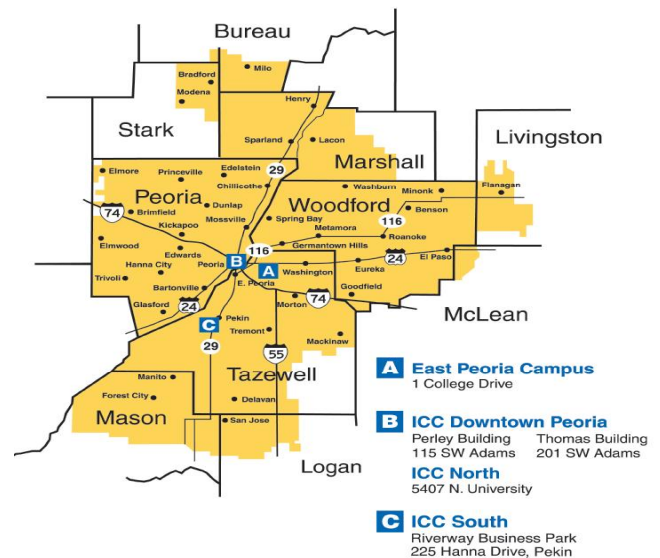 Bureau
Bradford
Milo
Modena
Henry
Stark
Sparland
Lacon
Livingston
Marshall
Elmore
Princeville
Edelstein
29
Chillicothe
Washburn
Minonk
Flanagan
Peoria
Woodford
74
Brimfield
Dunlap
Spring Bay
Benson
Mossville
Metamora
116
Kickapoo
Elmwood
Germantown Hills
Roanoke
Edwards
116
Hanna City
Peoria
B
A
Washington
Eureka
24
El Paso
Trivoli
E. Peoria
Bartonville
Goodfield
74
Morton
Glasford
24
McLean
C
Pekin
Tremont
29
Mackinaw
55
Tazewell
Manito
Forest City
Delavan
Mason
San Jose
Logan
A East Peoria Campus
1 College Drive
B ICC Downtown Peoria
Perley Building Thomas Building
115 SW Adams 201 SW Adams
ICC North
5407 N. University
C ICC South
Riverway Business Park
225 Hanna Drive, Pekin